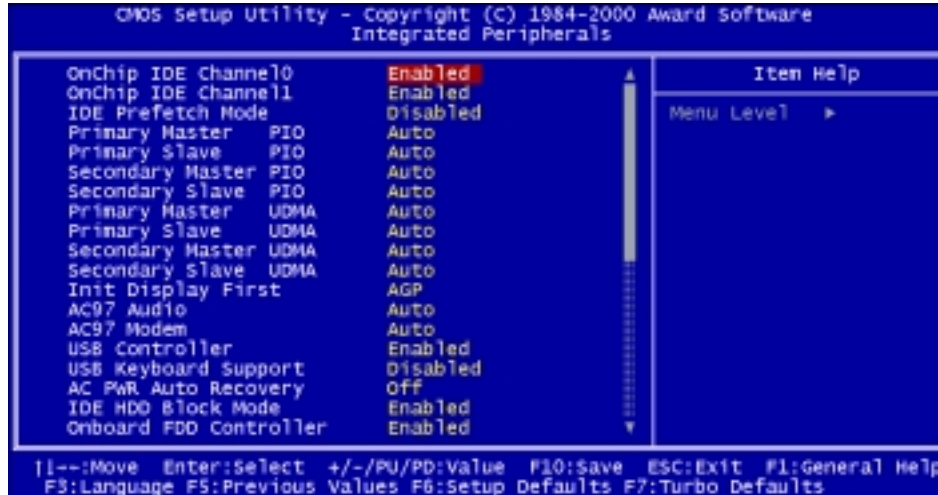 CMOS Setup Utility - Copyright (C) 1984-2000 Award Software
Integrated Peripherals
OnChip IDE Channel0 Enabled
OnChip IDE Channel1 Enabled
IDE Prefetch Mode Disabled
Primary Master PIO Auto
Primary Slave PIO Auto
Secondary Master PIO Auto
Secondary Slave PIO Auto
Primary Master UDMA Auto
Primary Slave UDMA Auto
Secondary Master UDMA Auto
Secondary Slave UDMA Auto
Init Display First AGP
AC97 Audio Auto
AC97 Modem Auto
USB Controller Enabled
USB Keyboard Support Disabled
AC PWR Auto Recovery Off
IDE HDD Block Mode Enabled
Onboard FDD Controller Enabled
Item Help
Menu Level ►
↑↓←→:Move Enter:Select +/-/PU/PD:Value F10:Save ESC:Exit F1:General Help
F3:Language F5:Previous Values F6:Setup Defaults F7:Turbo Defaults